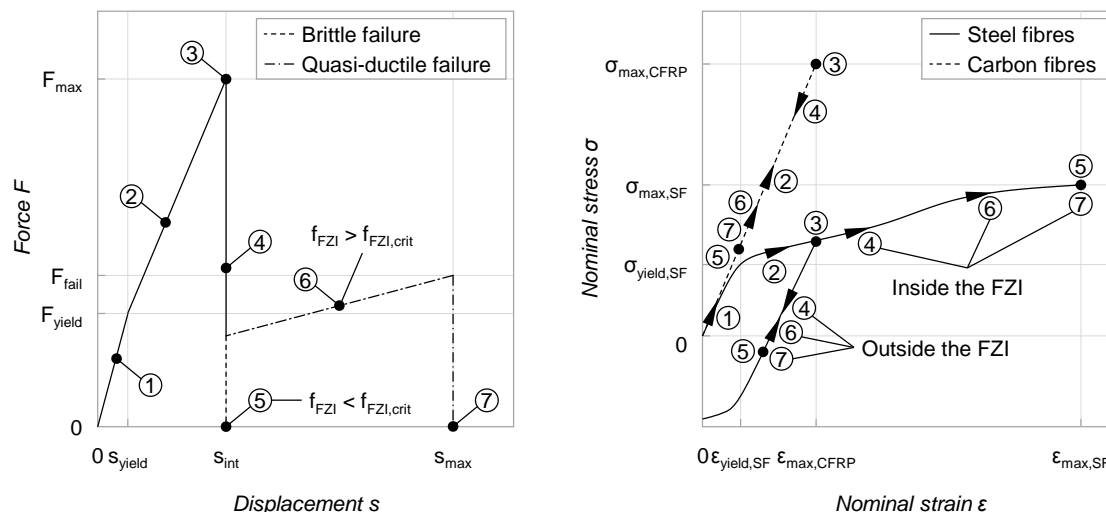 Brittle failure
Quasi-ductile failure
Force F
F_max
F_fail
F_yield
0
①
②
③
④
⑤
⑥
⑦
f_FZI > f_FZI,crit
f_FZI < f_FZI,crit
0 s_yield s_int s_max
Displacement s
Steel fibres
Carbon fibres
Nominal stress σ
σ_max,CFRP
σ_max,SF
σ_yield,SF
0
③
④
②
⑥
⑦
⑤
①
②
③
④
⑥
⑤
⑦
Inside the FZI
④
⑥
⑤
⑦
Outside the FZI
0 ε_yield,SF ε_max,CFRP ε_max,SF
Nominal strain ε